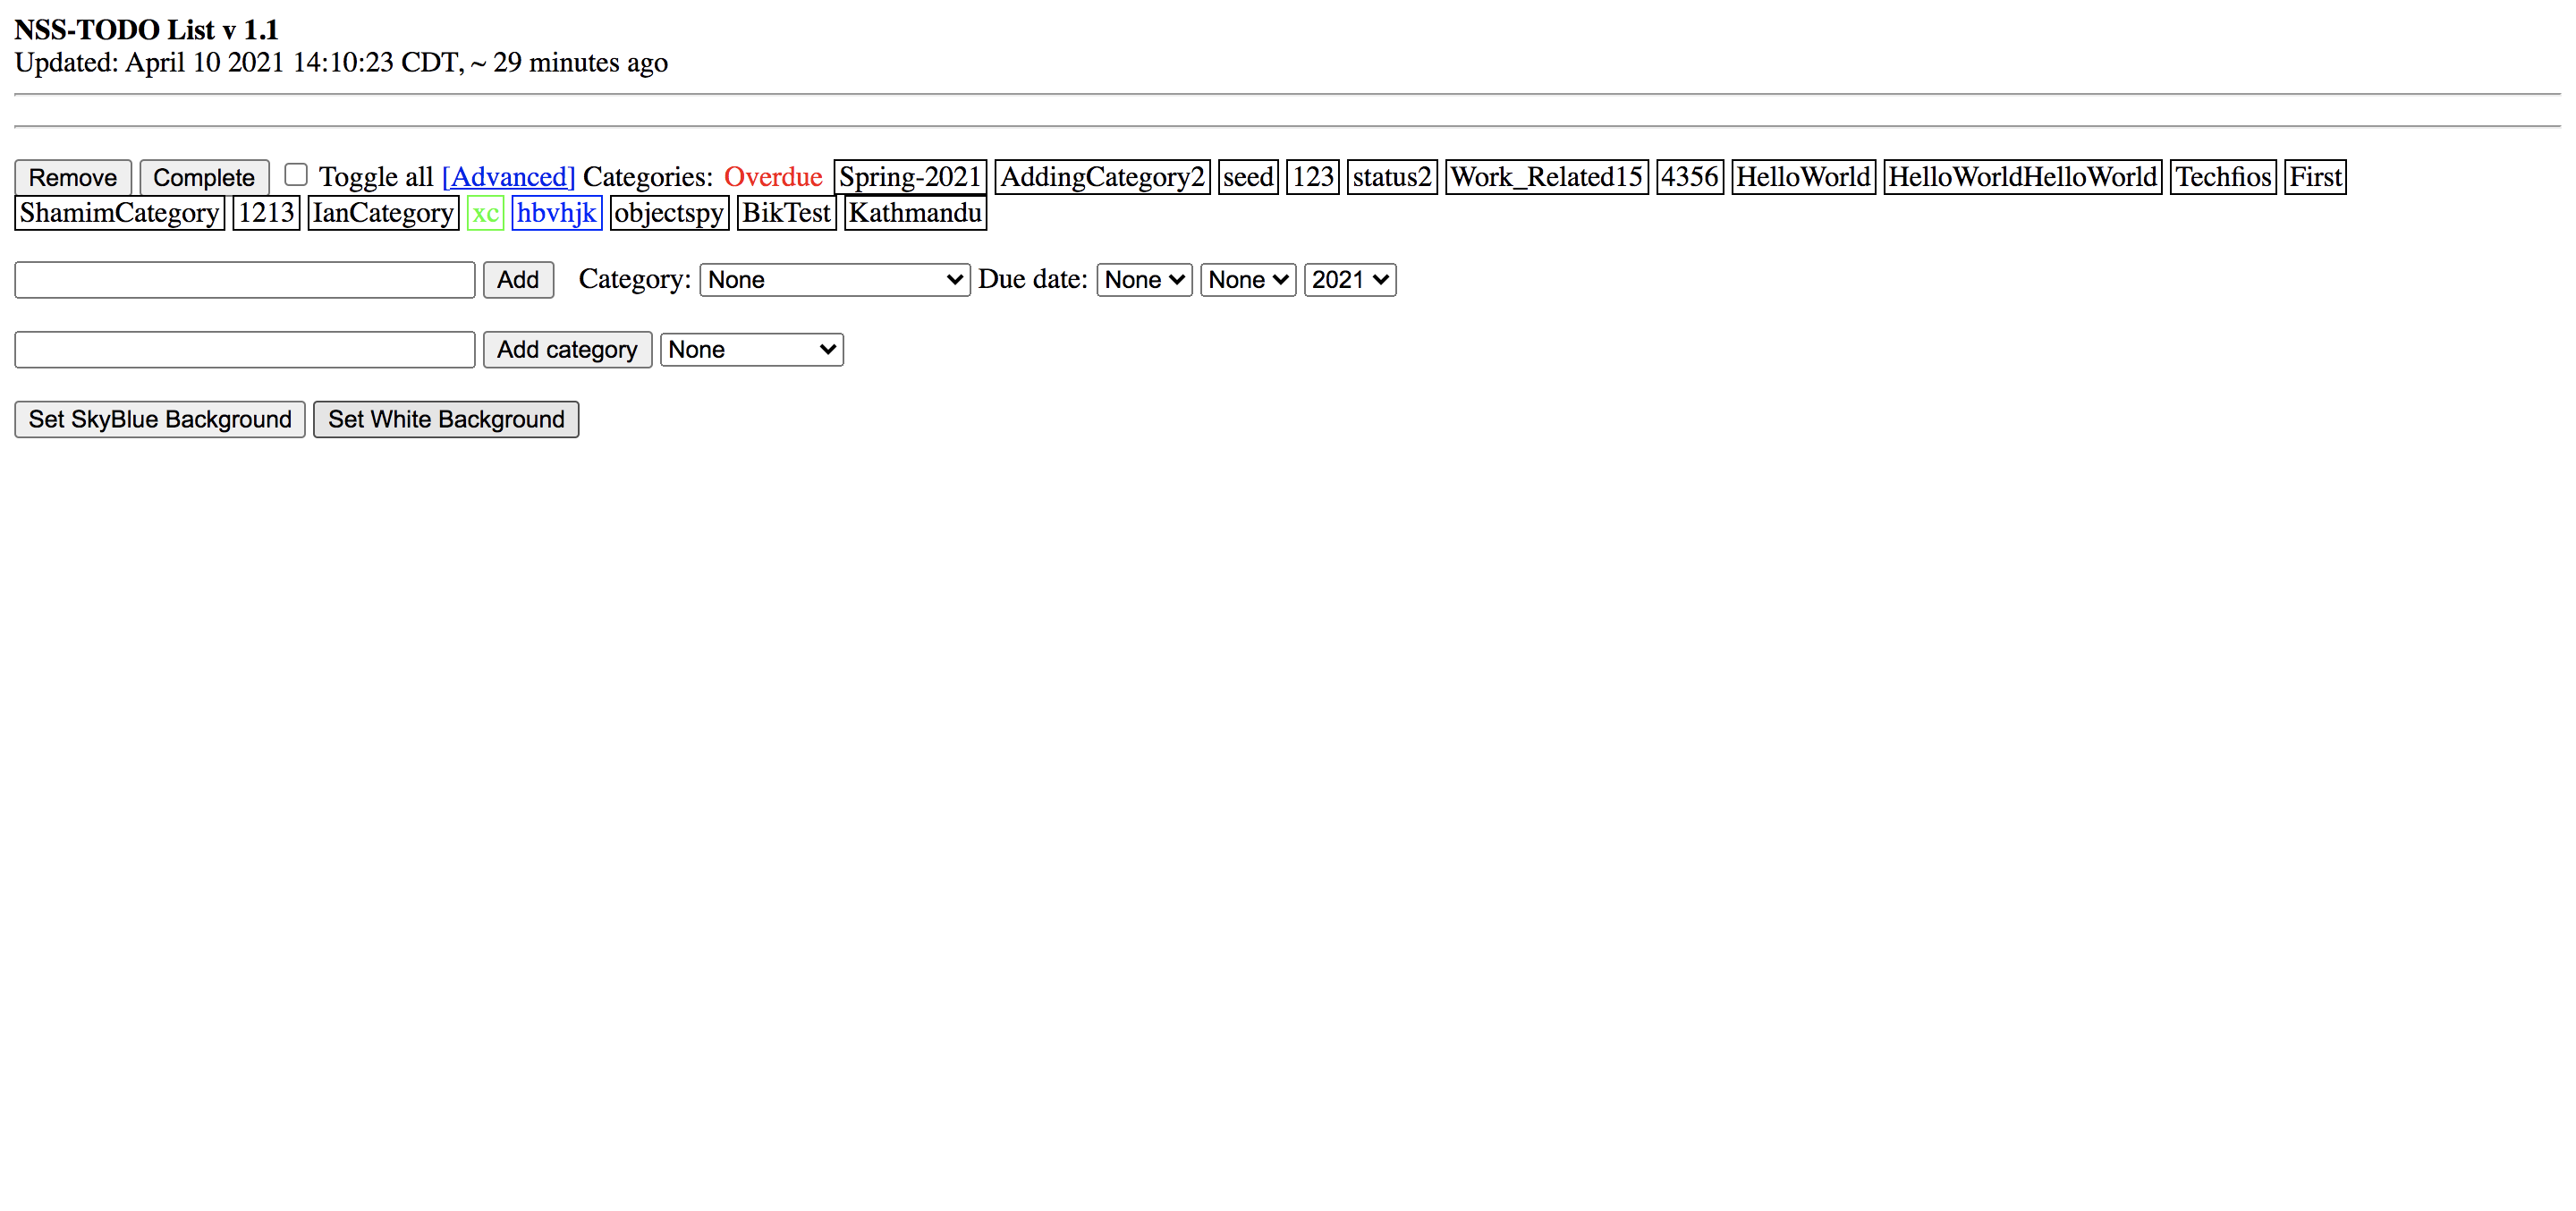 NSS-TODO List v 1.1
Updated: April 10 2021 14:10:23 CDT, ~ 29 minutes ago
Remove Complete Toggle all [Advanced] Categories: Overdue Spring-2021 AddingCategory2 seed 123 status2 Work_Related15 4356 HelloWorld HelloWorldHelloWorld Techfios First
ShamimCategory 1213 IanCategory xc hbvhjk objectspy BikTest Kathmandu
Add Category: None Due date: None None 2021
Add category None
Set SkyBlue Background Set White Background